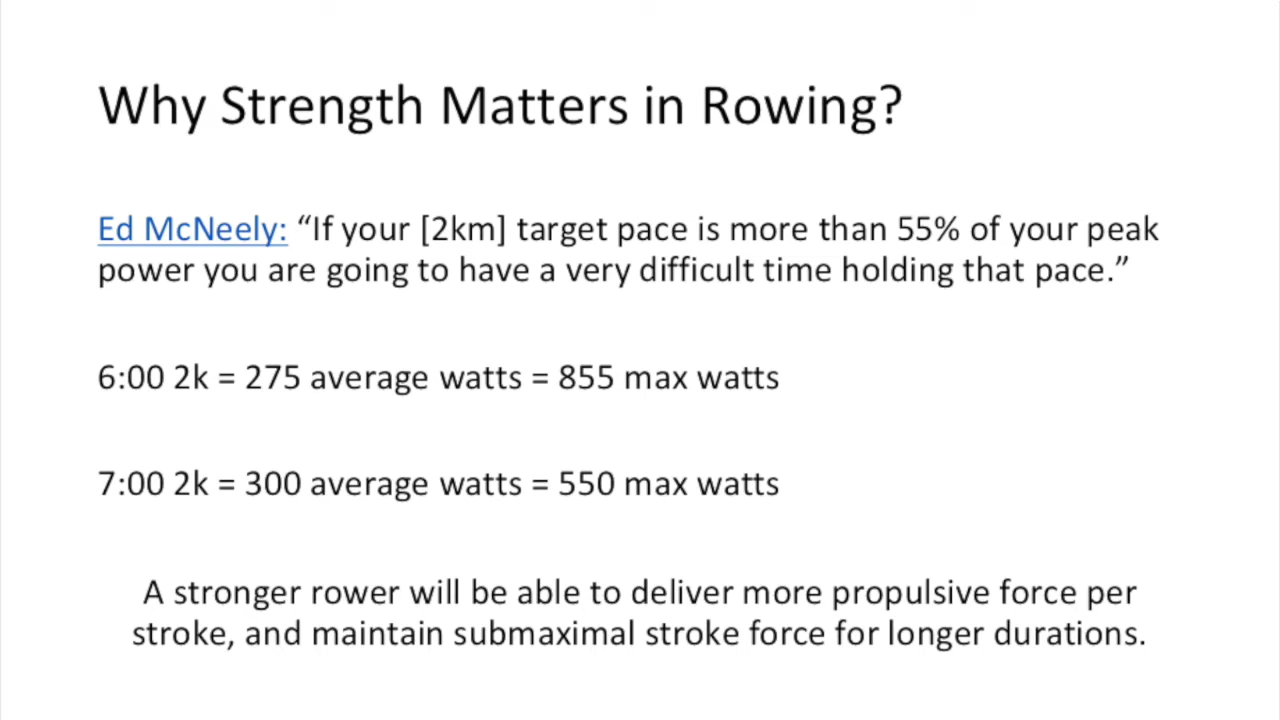 Why Strength Matters in Rowing?
Ed McNeely: “If your [2km] target pace is more than 55% of your peak
power you are going to have a very difficult time holding that pace.”
6:00 2k = 275 average watts = 855 max watts
7:00 2k = 300 average watts = 550 max watts
A stronger rower will be able to deliver more propulsive force per
stroke, and maintain submaximal stroke force for longer durations.